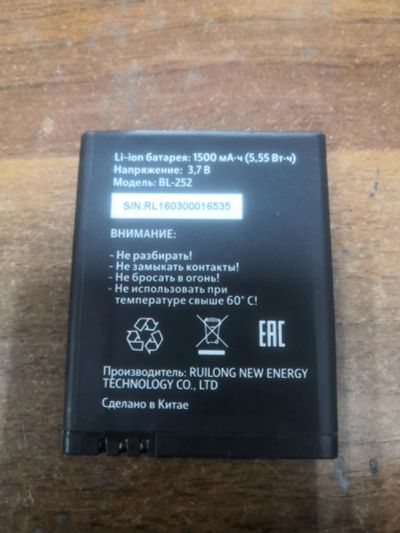 Li-ion батарея: 1500 мА·ч (5,55 Вт·ч)
Напряжение: 3,7 В
Модель: BL-252
S/N:RL160300016535
ВНИМАНИЕ:
- Не разбирать!
- Не замыкать контакты!
- Не бросать в огонь!
- Не использовать при
температуре свыше 60˚С!
EAC
Производитель: RUILONG NEW ENERGY
TECHNOLOGY CO., LTD
Сделано в Китае